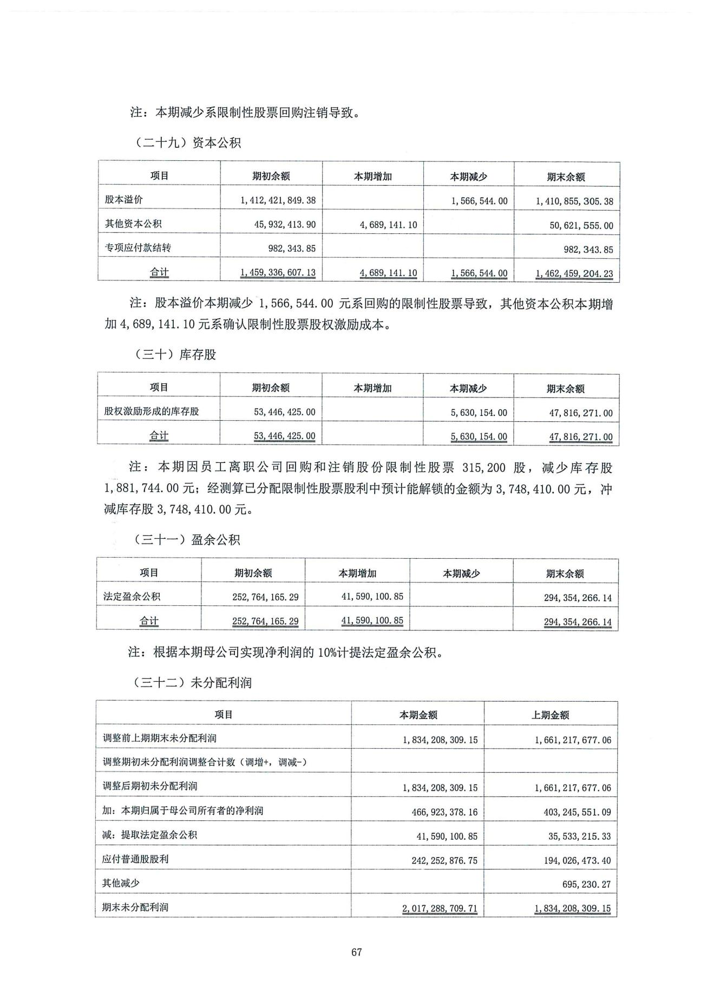 注：本期减少系限制性股票回购注销导致。
（二十九）资本公积
项目 期初余额 本期增加 本期减少 期末余额
股本溢价 1,412,421,849.38 1,566,544.00 1,410,855,305.38
其他资本公积 45,932,413.90 4,689,141.10 50,621,555.00
专项应付款结转 982,343.85 982,343.85
合计 1,459,336,607.13 4,689,141.10 1,566,544.00 1,462,459,204.23
注：股本溢价本期减少 1,566,544.00 元系回购的限制性股票导致，其他资本公积本期增
加 4,689,141.10 元系确认限制性股票股权激励成本。
（三十）库存股
项目 期初余额 本期增加 本期减少 期末余额
股权激励形成的库存股 53,446,425.00 5,630,154.00 47,816,271.00
合计 53,446,425.00 5,630,154.00 47,816,271.00
注：本期因员工离职公司回购和注销股份限制性股票 315,200 股，减少库存股
1,881,744.00 元；经测算已分配限制性股票股利中预计能解锁的金额为 3,748,410.00 元，冲
减库存股 3,748,410.00 元。
（三十一）盈余公积
项目 期初余额 本期增加 本期减少 期末余额
法定盈余公积 252,764,165.29 41,590,100.85 294,354,266.14
合计 252,764,165.29 41,590,100.85 294,354,266.14
注：根据本期母公司实现净利润的 10%计提法定盈余公积。
（三十二）未分配利润
项目 本期金额 上期金额
调整前上期期末未分配利润 1,834,208,309.15 1,661,217,677.06
调整期初未分配利润调整合计数（调增+，调减-）
调整后期初未分配利润 1,834,208,309.15 1,661,217,677.06
加：本期归属于母公司所有者的净利润 466,923,378.16 403,245,551.09
减：提取法定盈余公积 41,590,100.85 35,533,215.33
应付普通股股利 242,252,876.75 194,026,473.40
其他减少 695,230.27
期末未分配利润 2,017,288,709.71 1,834,208,309.15
67